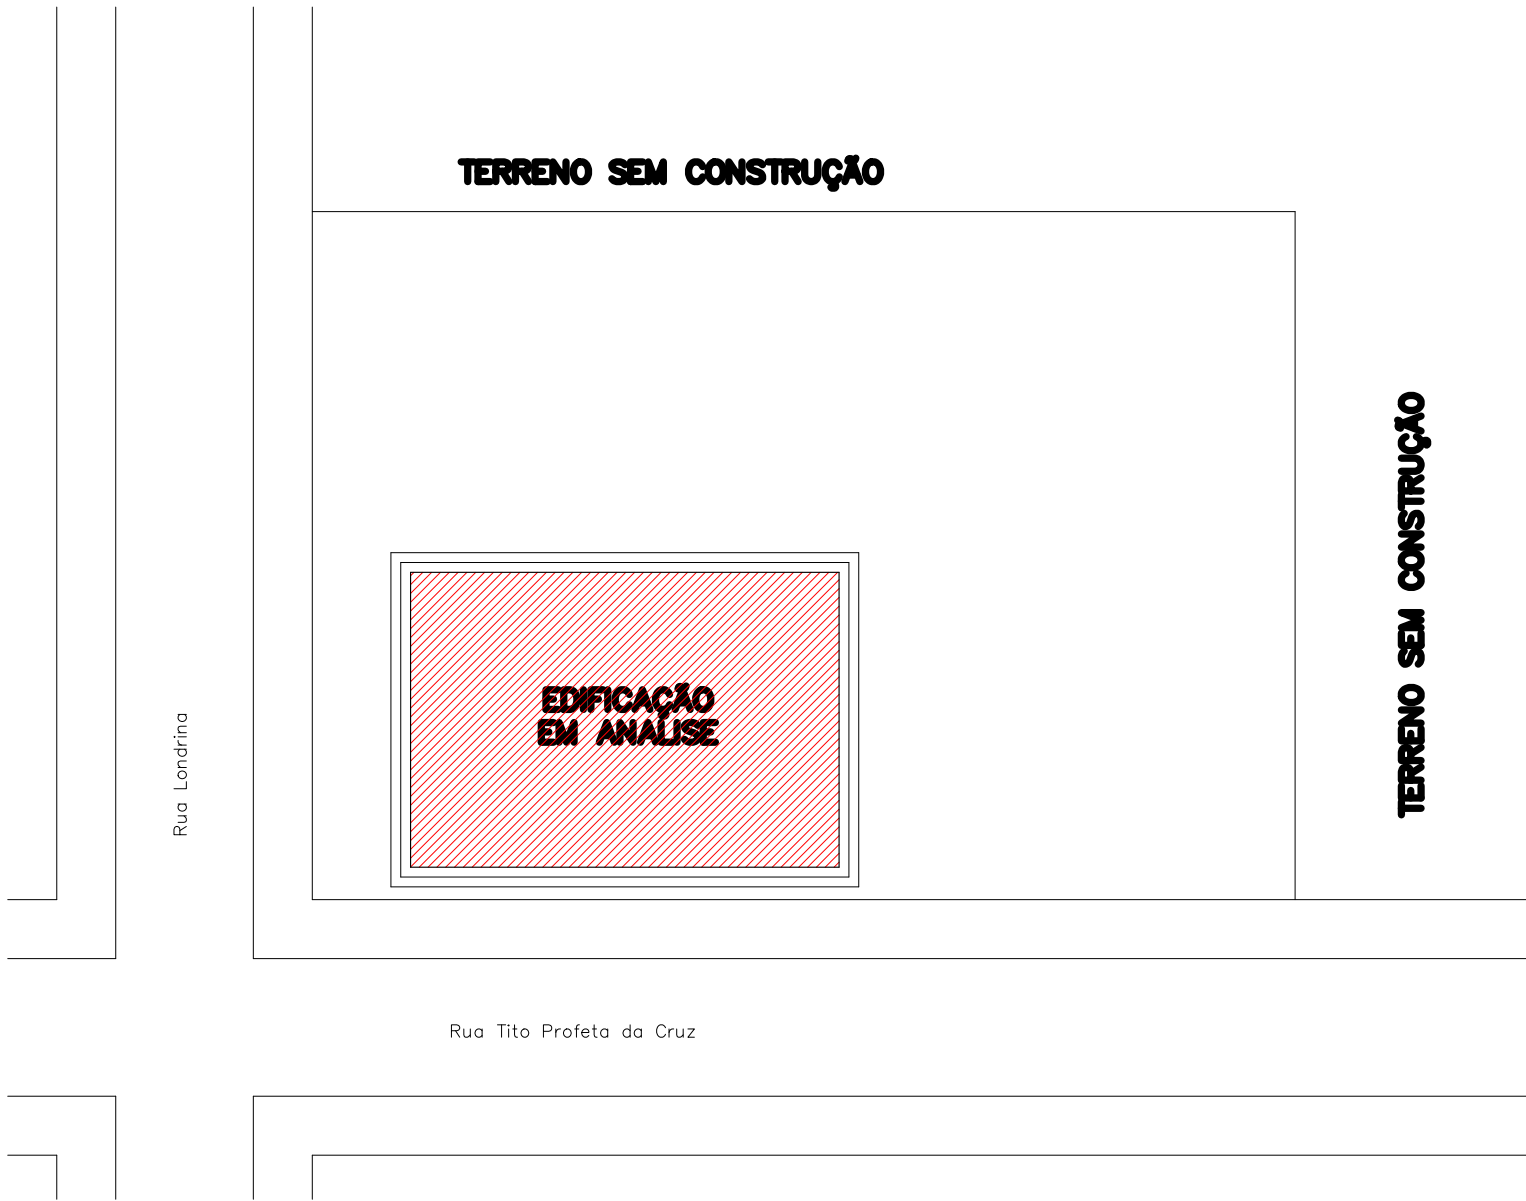 TERRENO SEM CONSTRUÇÃO
TERRENO SEM CONSTRUÇÃO
EDIFICAÇÃO
EM ANÁLISE
Rua Londrina
Rua Tito Profeta da Cruz